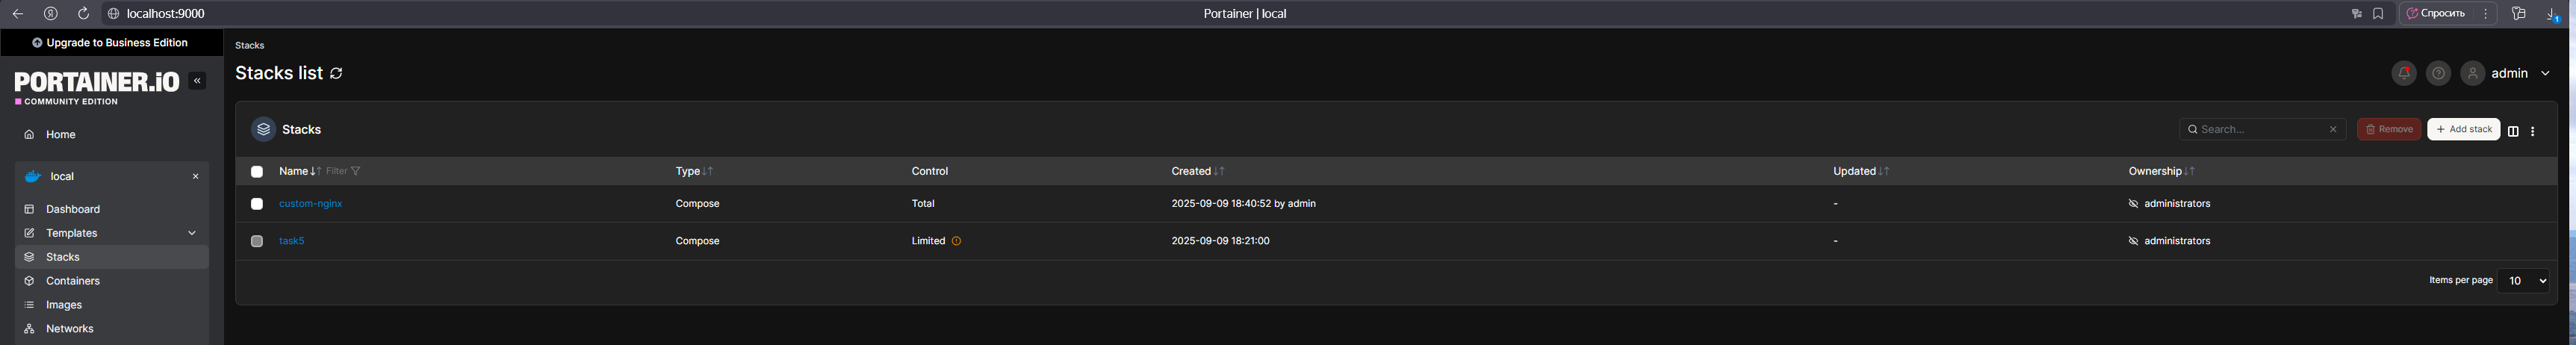 localhost:9000
Portainer | local
Спросить
1
Upgrade to Business Edition
PORTAINER.iO
COMMUNITY EDITION
Home
local
Dashboard
Templates
Stacks
Containers
Images
Networks
Stacks
Stacks list
admin
Stacks
Search...
Remove
Add stack
Name Filter Type Control Created Updated Ownership
custom-nginx Compose Total 2025-09-09 18:40:52 by admin - administrators
task5 Compose Limited 2025-09-09 18:21:00 - administrators
Items per page 10